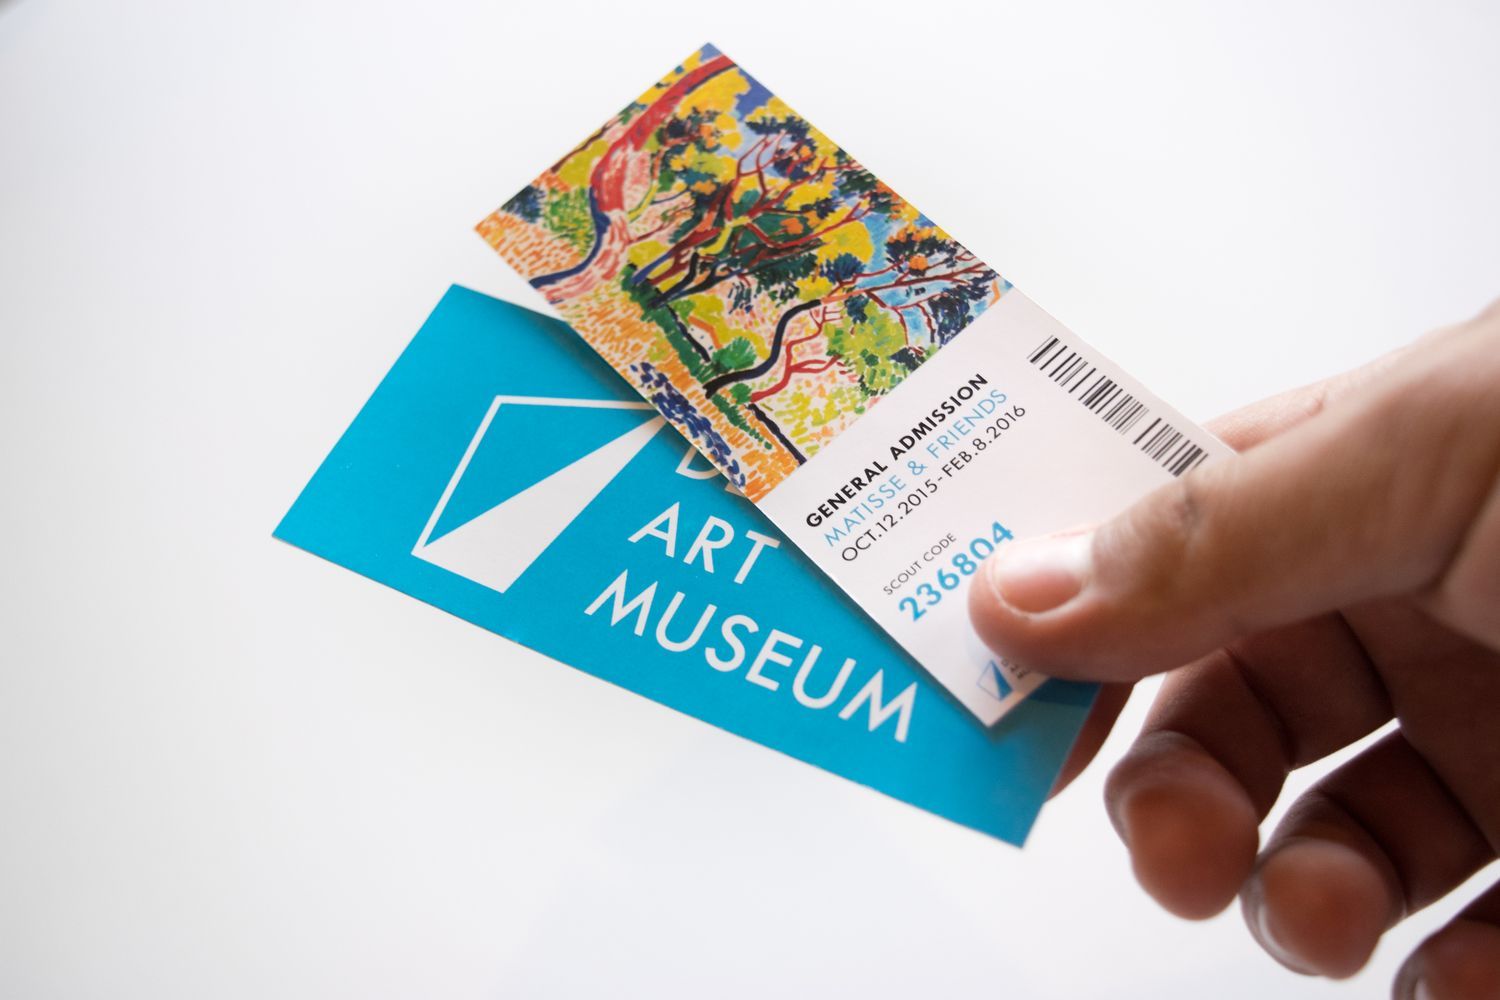 GENERAL ADMISSION
MATISSE & FRIENDS
OCT.12.2015-FEB.8.2016
SCOUT CODE
236804
ART
MUSEUM